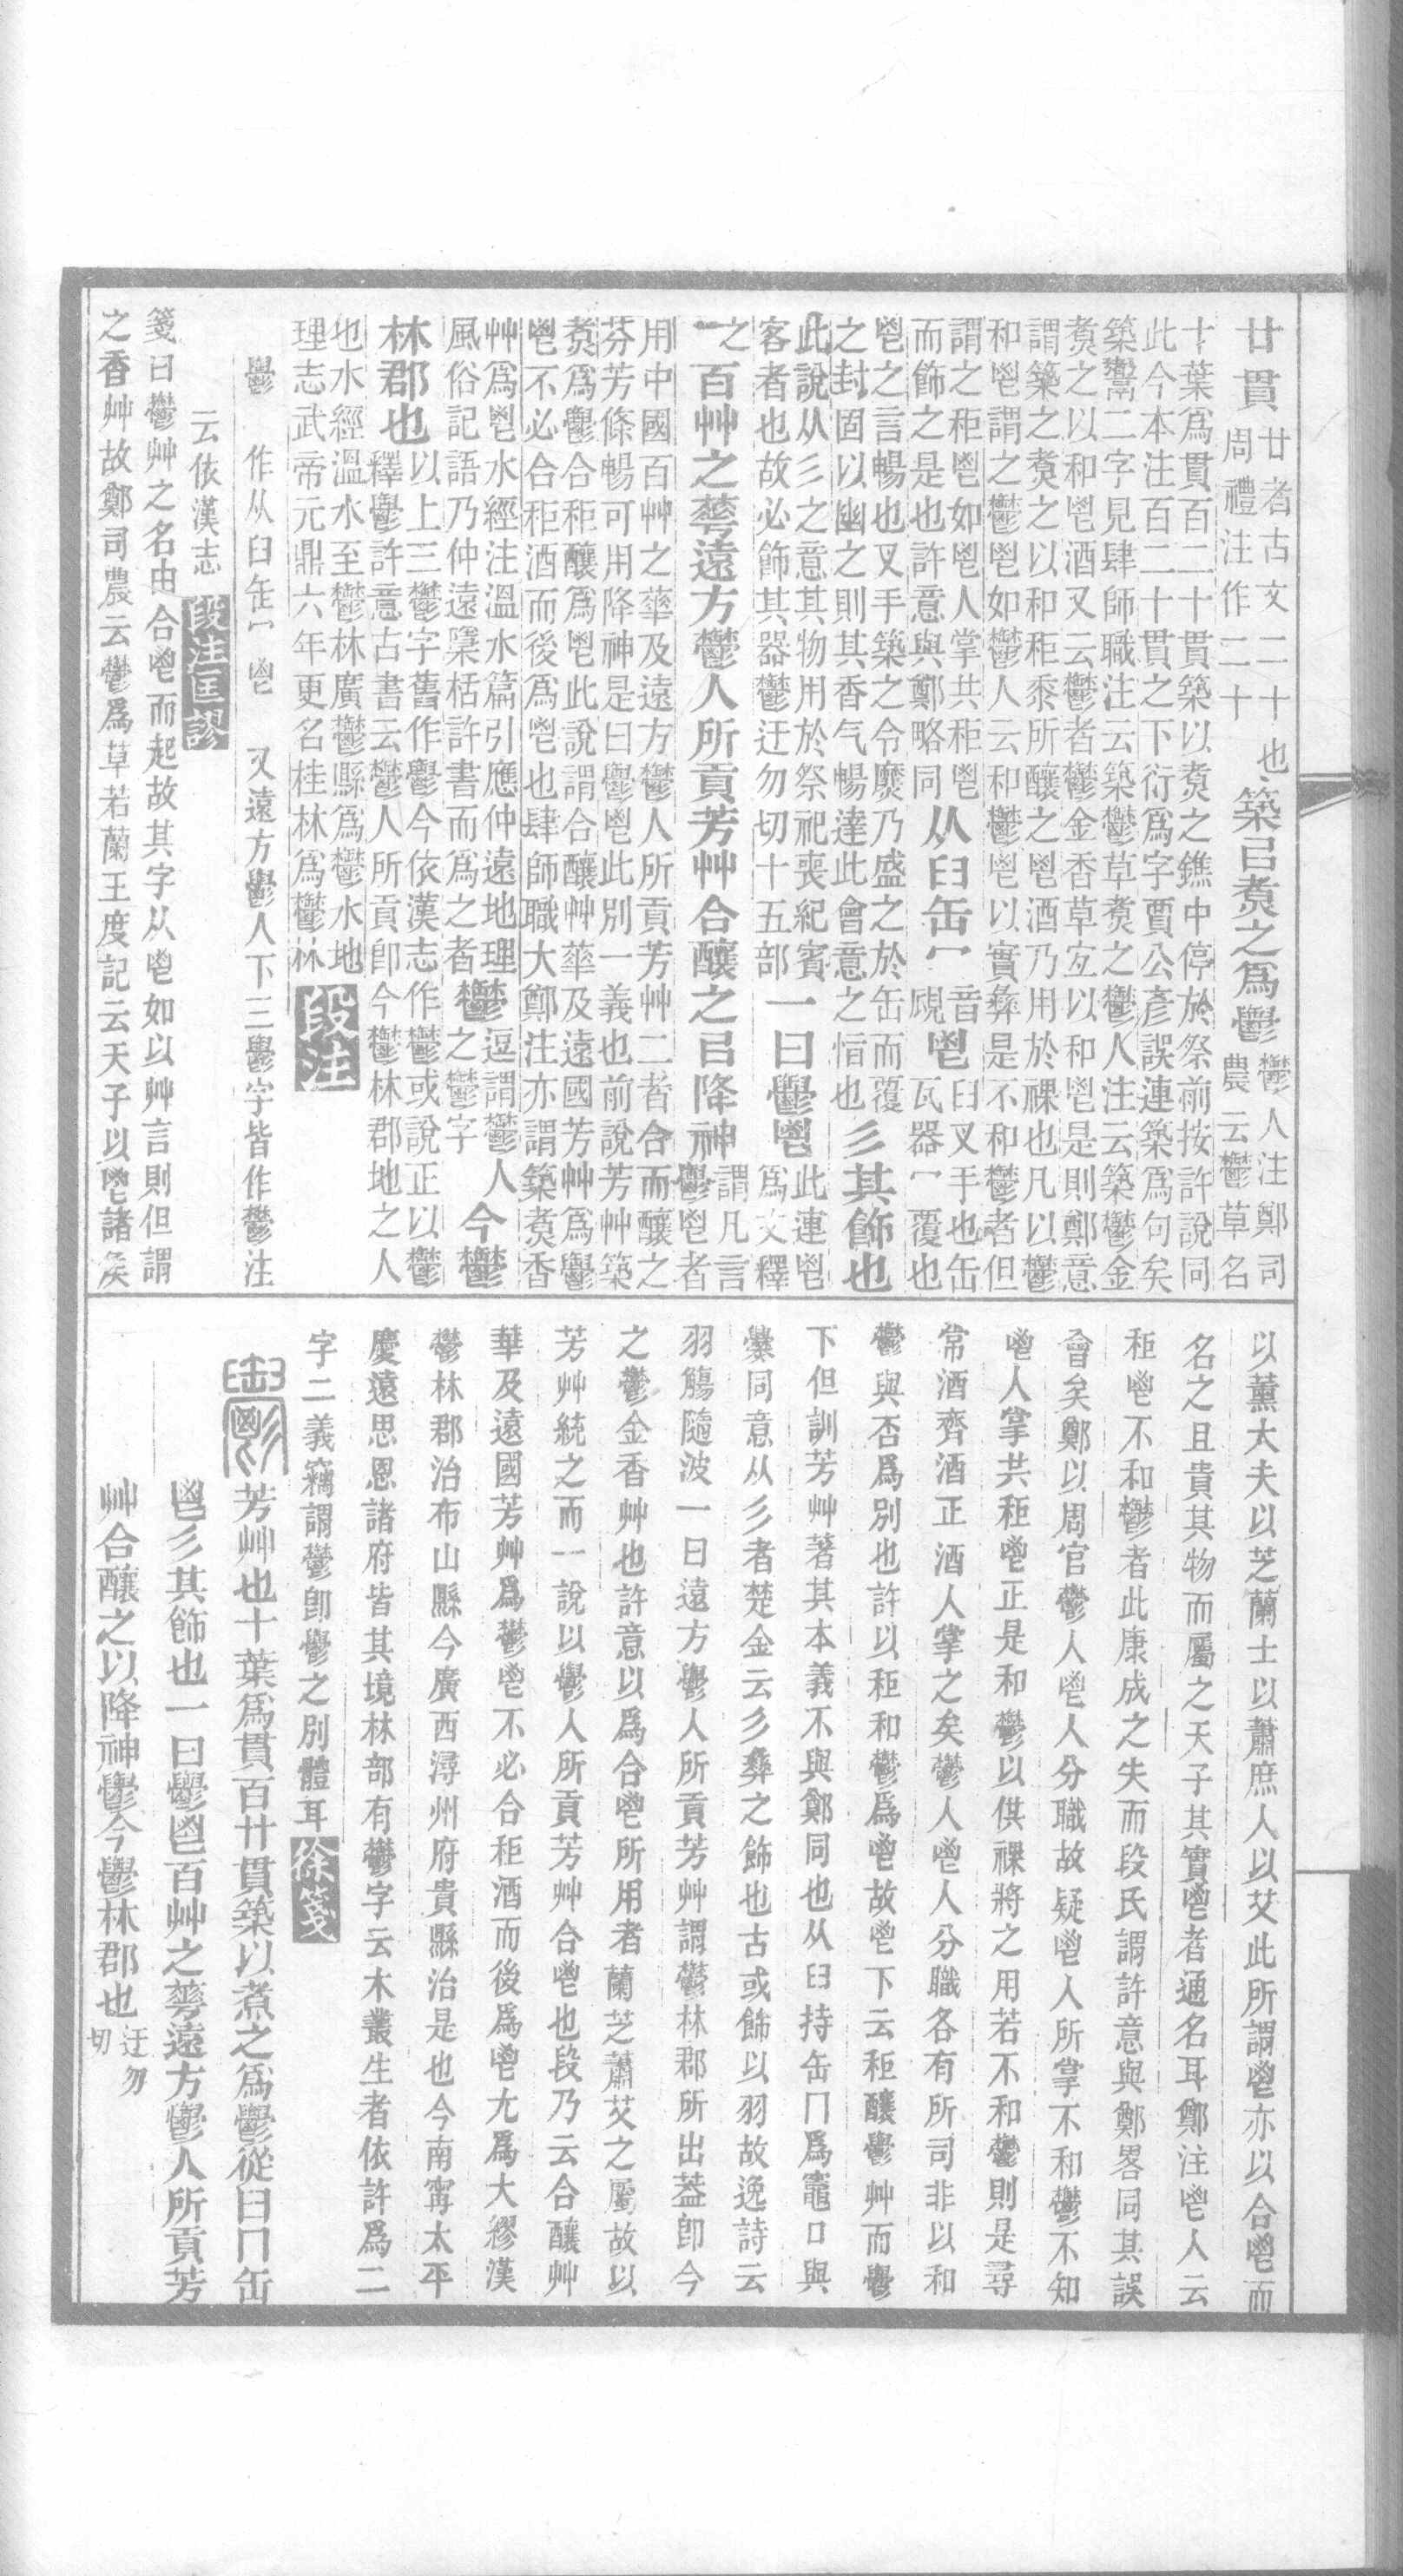 廿貫廿者古文二十也
周禮注作二十
築㠯煑之爲鬱鬱人注鄭司
農云鬱草名
十葉爲貫百二十貫築以煑之鐎中停於祭前按許說同
此今本注百二十貫之下衍爲字賈公彥誤連築爲句矣
築鬻二字見肆師職注云築鬱草煑之鬱人注云築鬱金
煑之以和鬯酒又云鬱者鬱金香草宐以和鬯是則鄭意
謂築之煑之以和秬黍所釀之鬯酒乃用於祼也凡以鬱
和鬯謂之鬱鬯如鬱人云和鬱鬯以實彝是不和鬱者但
謂之秬鬯如鬯人掌共秬鬯
而飾之是也許意與鄭略同
从𦥑缶冖音𦥑叉手也缶
覕瓦器冖覆也
鬯鬯之言暢也叉手築之令縻乃盛之於缶而覆
之封固以幽之則其香气暢達此會意之恉也彡其飾也
此說从彡之意其物用於祭祀喪紀賓
客者也故必飾其器鬱迂勿切十五部
一曰鬱鬯此連鬯
爲文釋
之
一百艸之蕐遠方鬱人所貢芳艸合釀之㠯降神謂凡言
鬱鬯者
用中國百艸之蕐及遠方鬱人所貢芳艸二者合而釀之
芬芳條暢可用降神是曰鬱鬯此別一義也前說芳艸築
煑爲鬱合秬釀爲鬯此說謂合釀艸蕐及遠國芳艸爲鬱
鬯不必合秬酒而後爲鬯也肆師職大鄭注亦謂築煑香
艸爲鬯水經注溫水篇引應仲遠地理
風俗記語乃仲遠檃栝許書而爲之者
鬱逗謂鬱人
之鬱字
今鬱
林郡也以上三鬱字舊作鬱今依漢志作鬱或說正以鬱
釋鬱許意古書云鬱人所貢卽今鬱林郡地之人
也水經溫水至鬱林廣鬱縣爲鬱水地
理志武帝元鼎六年更名桂林爲鬱林
段注
鬱　作从𦥑缶冖鬯　又遠方鬱人下三鬱字皆作鬱注
云依漢志段注匡謬
箋曰鬱艸之名由合鬯而起故其字从鬯如以艸言則但謂
之香艸故鄭司農云鬱爲草若蘭王度記云天子以鬯諸矦
以薰大夫以芝蘭士以蕭庶人以艾此所謂鬯亦以合鬯而
名之且貴其物而屬之天子其實鬯者通名耳鄭注鬯人云
秬鬯不和鬱者此康成之失而段氏謂許意與鄭畧同其誤
會矣鄭以周官鬱人鬯人分職故疑鬯人所掌不和鬱不知
鬯人掌共秬鬯正是和鬱以供祼將之用若不和鬱則是尋
常酒齊酒正酒人掌之矣鬱人鬯人分職各有所司非以和
鬱與否爲別也許以秬和鬱爲鬯故鬯下云秬釀鬱艸而鬱
下但訓芳艸著其本義不與鄭同也从𦥑持缶冂爲竈口與
爨同意从彡者楚金云彡彝之飾也古或飾以羽故逸詩云
羽觴隨波一曰遠方鬱人所貢芳艸謂鬱林郡所出葢卽今
之鬱金香艸也許意以爲合鬯所用者蘭芝蕭艾之屬故以
芳艸統之而一說以鬱人所貢芳艸合鬯也段乃云合釀艸
華及遠國芳艸爲鬱鬯不必合秬酒而後爲鬯尤爲大繆漢
鬱林郡治布山縣今廣西潯州府貴縣治是也今南甯太平
慶遠思恩諸府皆其境林部有鬱字云木叢生者依許爲二
字二義竊謂鬱卽鬱之別體耳徐箋
芳艸也十葉爲貫百廿貫築以煮之爲鬱從𦥑冂缶
鬯彡其飾也一曰鬱鬯百艸之蕐遠方鬱人所貢芳
艸合釀之以降神鬱今鬱林郡也迂勿
切